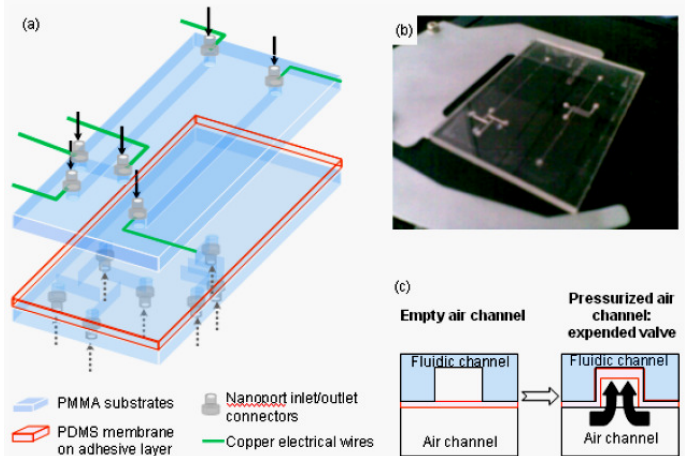 (a)
(b)
(c)
Empty air channel
Pressurized air
channel:
expended valve
Fluidic channel
Fluidic channel
Air channel
Air channel
PMMA substrates
Nanoport inlet/outlet
connectors
PDMS membrane
on adhesive layer
Copper electrical wires